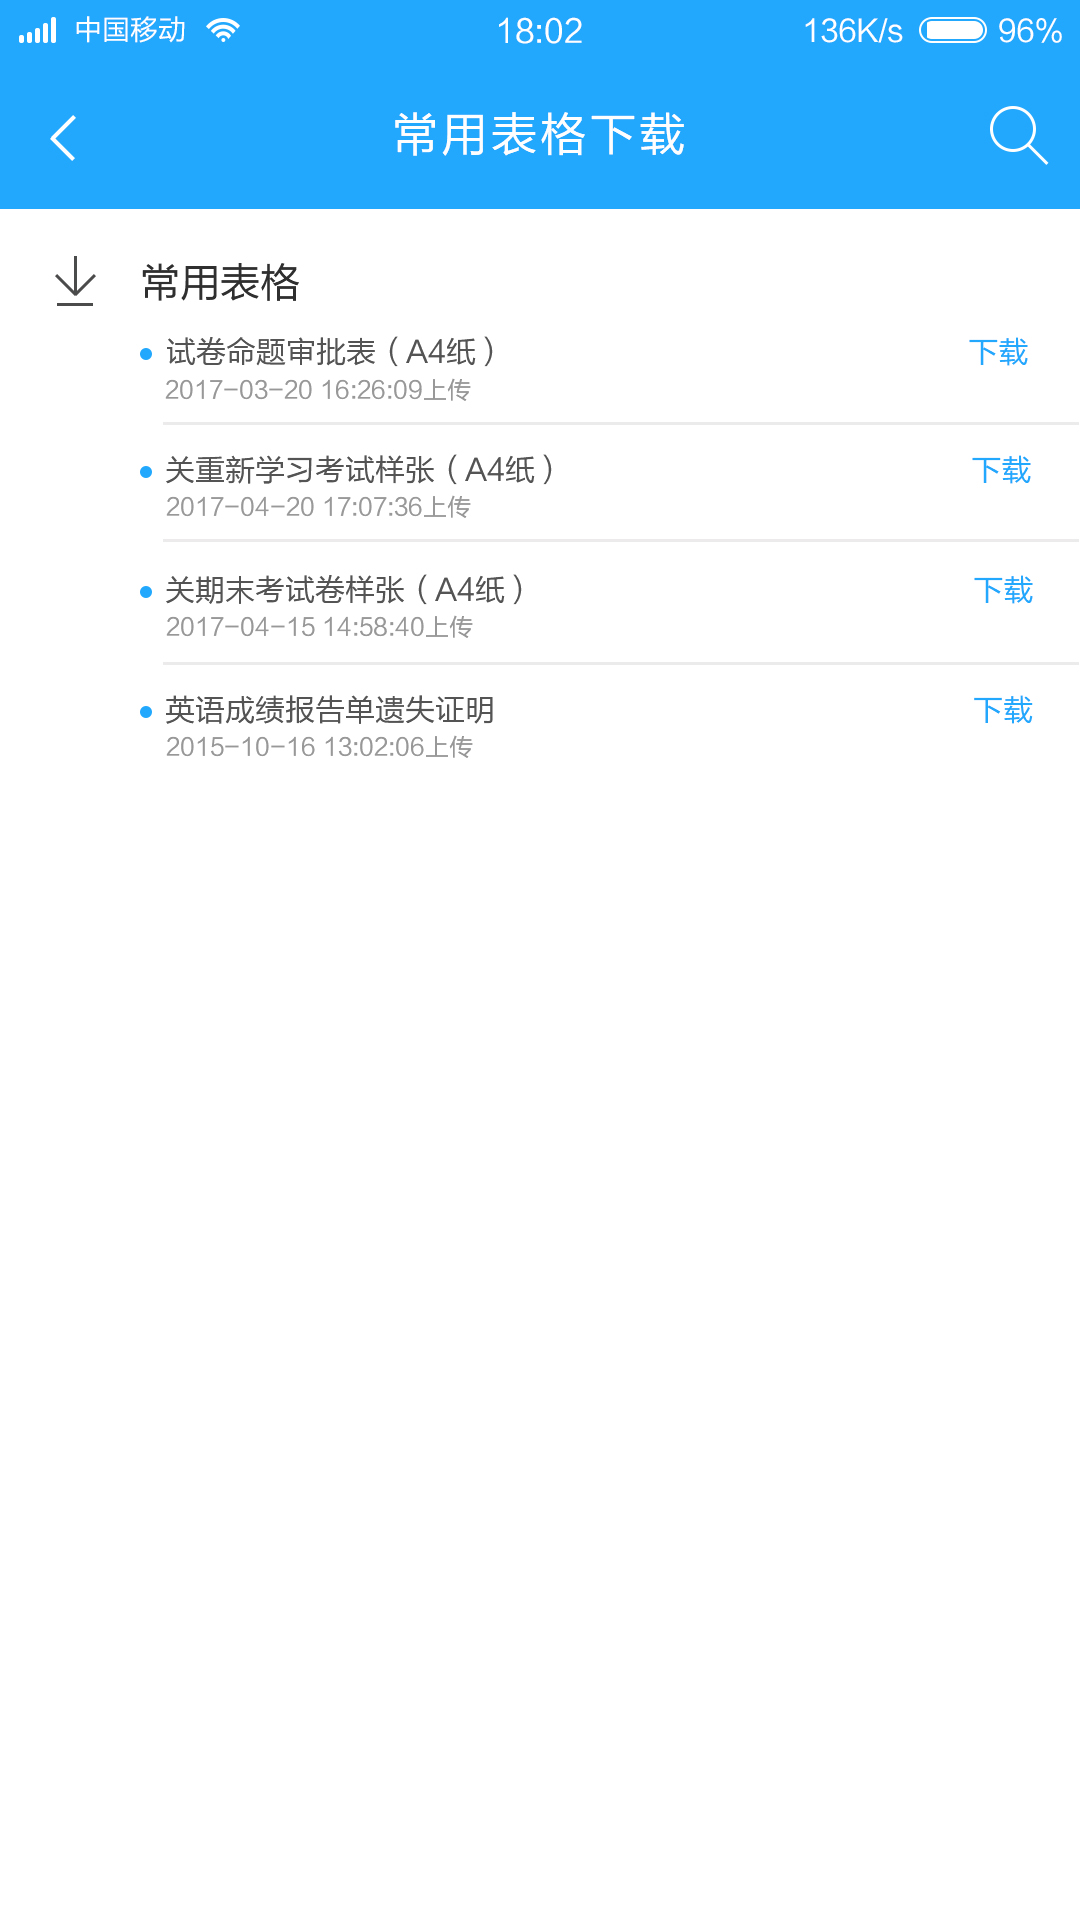 中国移动 18:02 136K/s 96%
常用表格下载
常用表格
试卷命题审批表（A4纸） 下载
2017-03-20 16:26:09上传
关重新学习考试样张（A4纸） 下载
2017-04-20 17:07:36上传
关期末考试卷样张（A4纸） 下载
2017-04-15 14:58:40上传
英语成绩报告单遗失证明 下载
2015-10-16 13:02:06上传